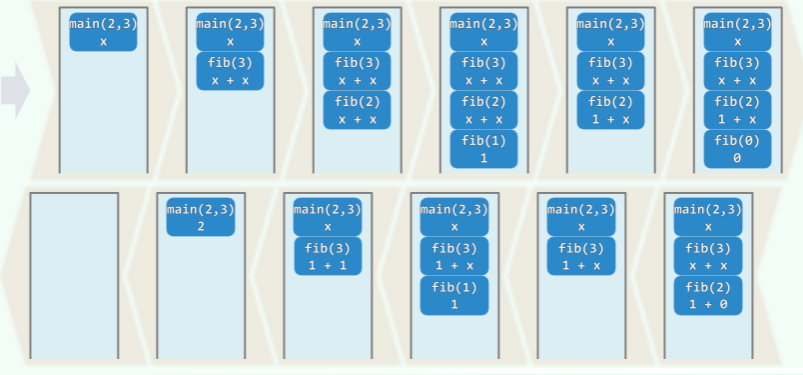 main(2,3)
x
main(2,3)
x
fib(3)
x + x
main(2,3)
x
fib(3)
x + x
fib(2)
x + x
main(2,3)
x
fib(3)
x + x
fib(2)
x + x
fib(1)
1
main(2,3)
x
fib(3)
x + x
fib(2)
1 + x
main(2,3)
x
fib(3)
x + x
fib(2)
1 + x
fib(0)
0
main(2,3)
2
main(2,3)
x
fib(3)
1 + 1
main(2,3)
x
fib(3)
1 + x
fib(1)
1
main(2,3)
x
fib(3)
1 + x
main(2,3)
x
fib(3)
x + x
fib(2)
1 + 0